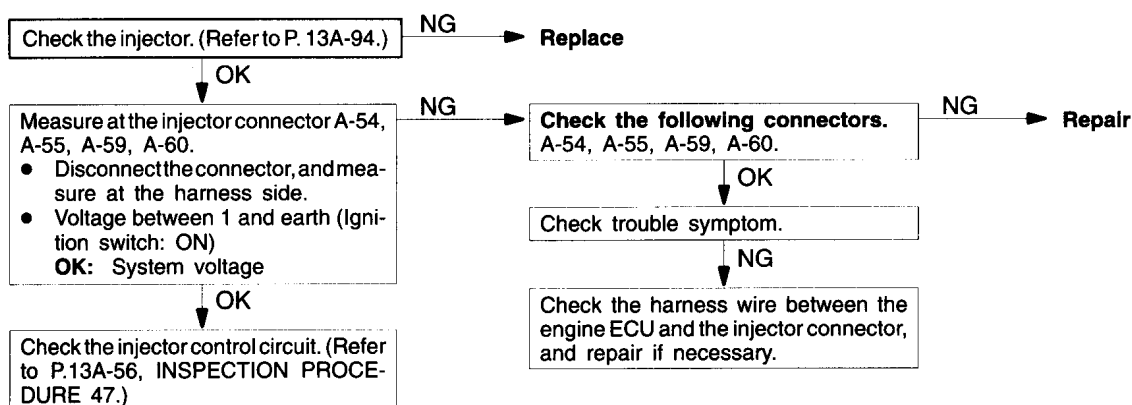 Check the injector. (Refer to P. 13A-94.)
NG
Replace
OK
Measure at the injector connector A-54,
A-55, A-59, A-60.
● Disconnect the connector, and mea-
sure at the harness side.
● Voltage between 1 and earth (Igni-
tion switch: ON)
OK: System voltage
NG
Check the following connectors.
A-54, A-55, A-59, A-60.
NG
Repair
OK
Check trouble symptom.
NG
Check the harness wire between the
engine ECU and the injector connector,
and repair if necessary.
OK
Check the injector control circuit. (Refer
to P.13A-56, INSPECTION PROCE-
DURE 47.)